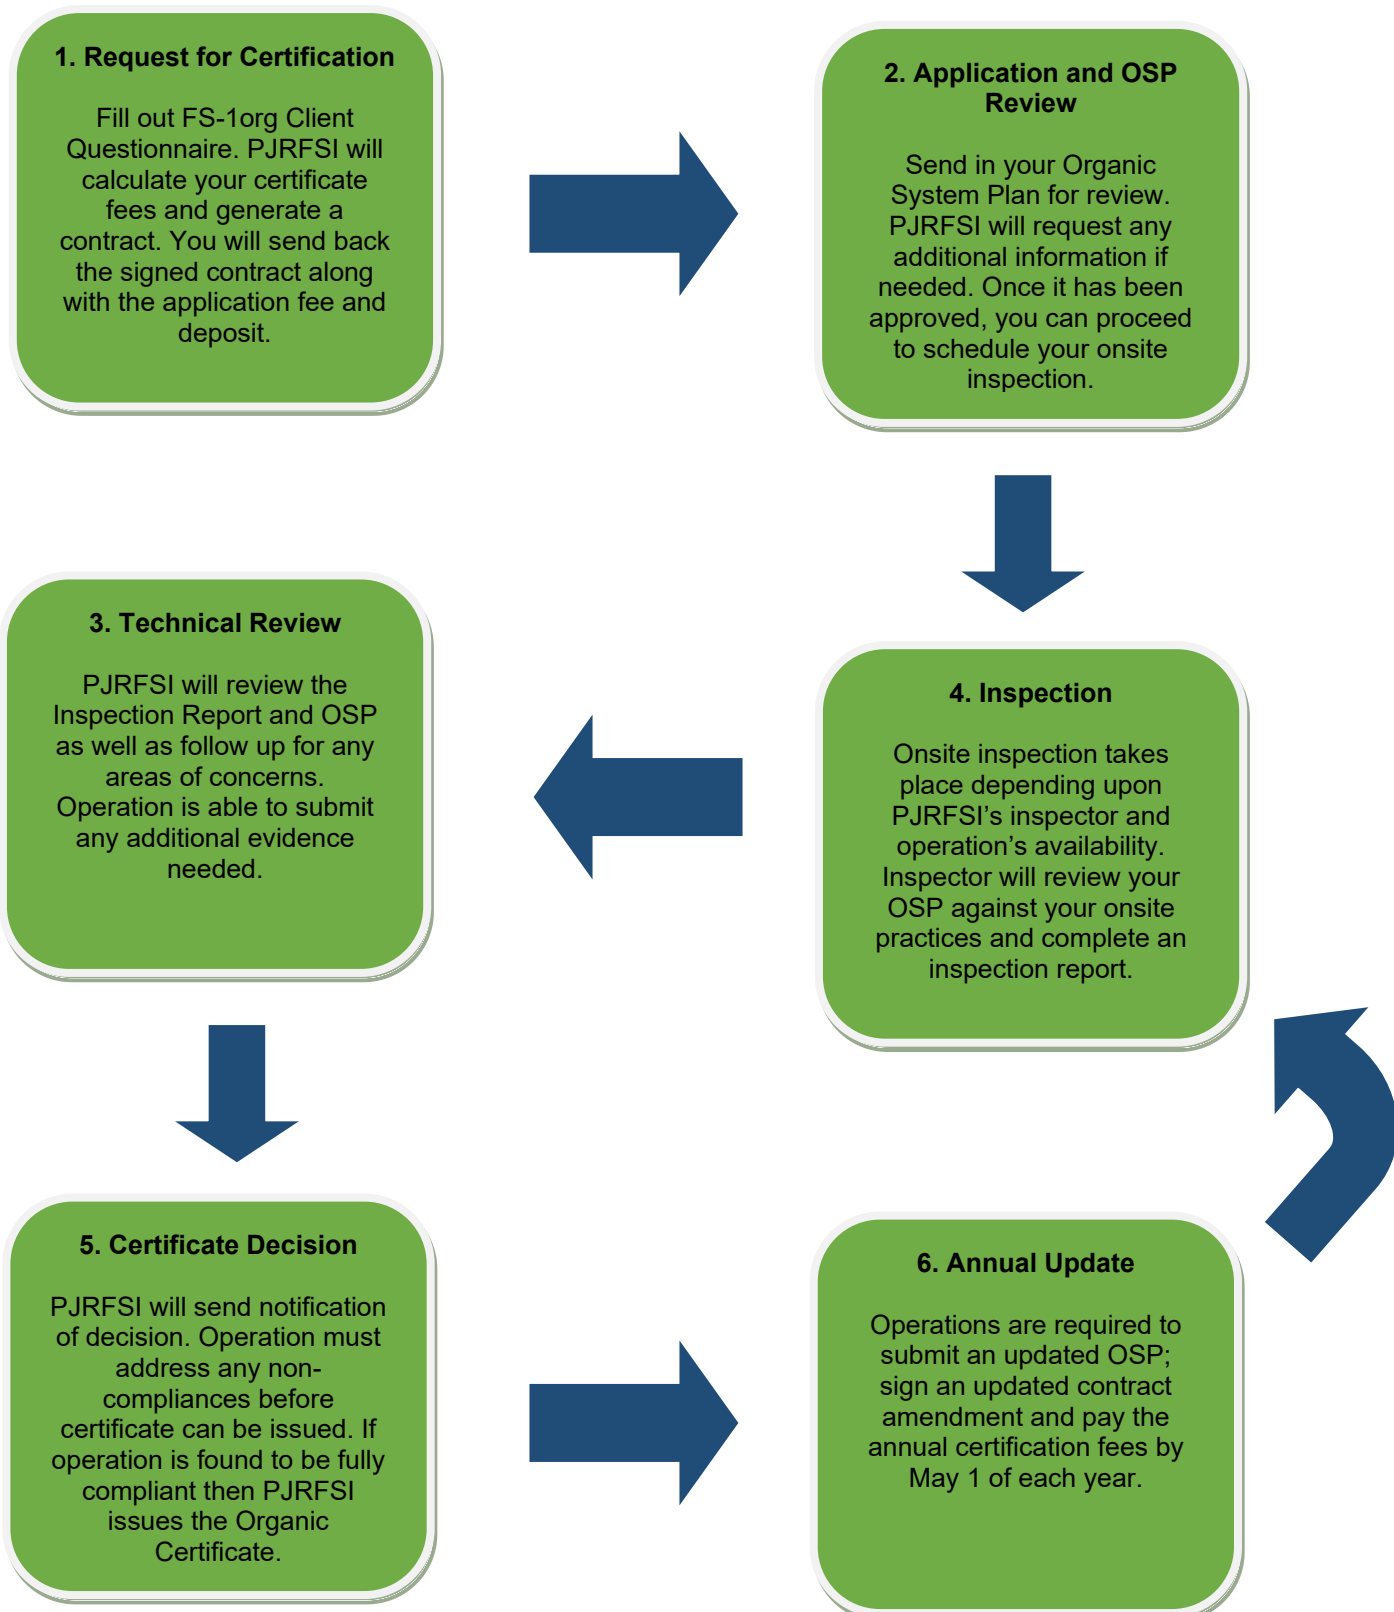 1. Request for Certification
Fill out FS-1org Client
Questionnaire. PJRFSI will
calculate your certificate
fees and generate a
contract. You will send back
the signed contract along
with the application fee and
deposit.
2. Application and OSP
Review
Send in your Organic
System Plan for review.
PJRFSI will request any
additional information if
needed. Once it has been
approved, you can proceed
to schedule your onsite
inspection.
3. Technical Review
PJRFSI will review the
Inspection Report and OSP
as well as follow up for any
areas of concerns.
Operation is able to submit
any additional evidence
needed.
4. Inspection
Onsite inspection takes
place depending upon
PJRFSI’s inspector and
operation’s availability.
Inspector will review your
OSP against your onsite
practices and complete an
inspection report.
5. Certificate Decision
PJRFSI will send notification
of decision. Operation must
address any non-
compliances before
certificate can be issued. If
operation is found to be fully
compliant then PJRFSI
issues the Organic
Certificate.
6. Annual Update
Operations are required to
submit an updated OSP;
sign an updated contract
amendment and pay the
annual certification fees by
May 1 of each year.